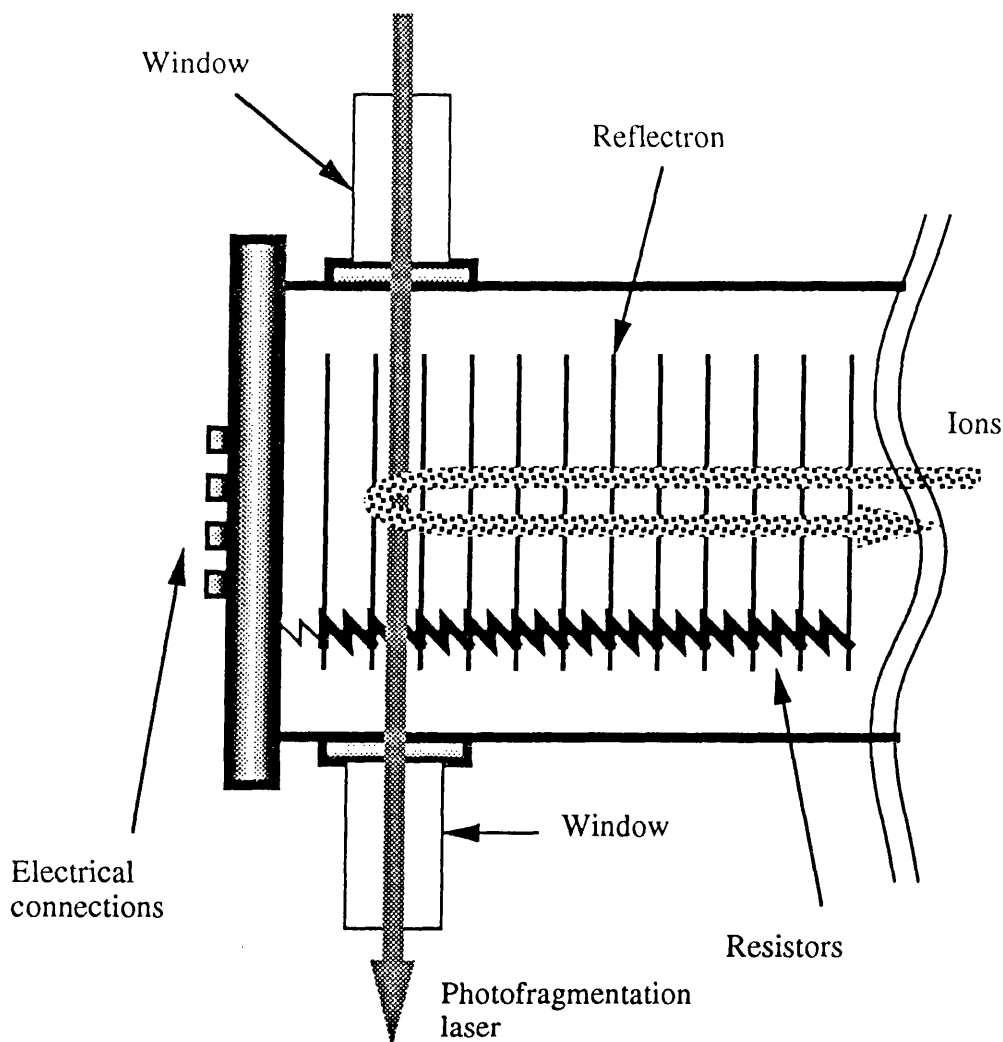 Window
Reflectron
Ions
Window
Electrical
connections
Resistors
Photofragmentation
laser